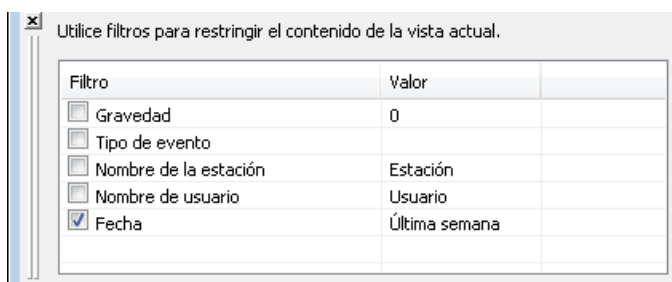 Utilice filtros para restringir el contenido de la vista actual.
Filtro Valor
Gravedad 0
Tipo de evento
Nombre de la estación Estación
Nombre de usuario Usuario
Fecha Última semana